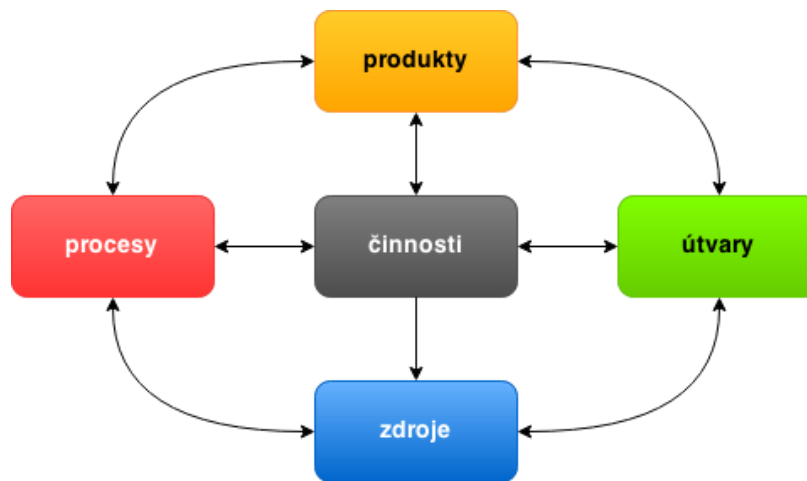 produkty
procesy
činnosti
útvary
zdroje